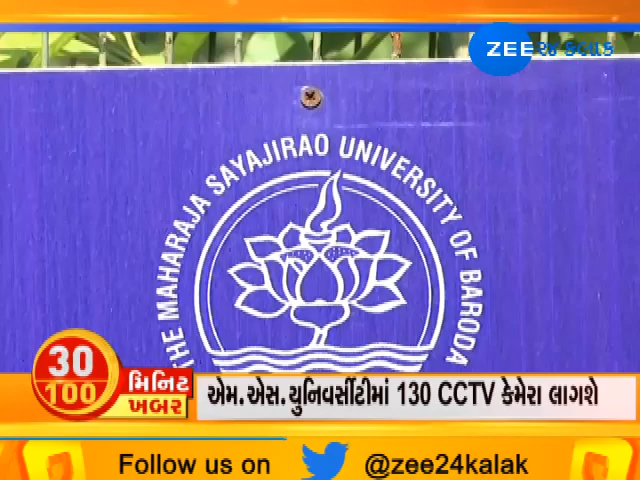 ZEE ૨૪ કલાક
THE MAHARAJA SAYAJIRAO UNIVERSITY OF BARODA
30
100
મિનિટ
ખબર
એમ.એસ.યુનિવર્સીટીમાં 130 CCTV કેમેરા લાગશે
Follow us on @zee24kalak